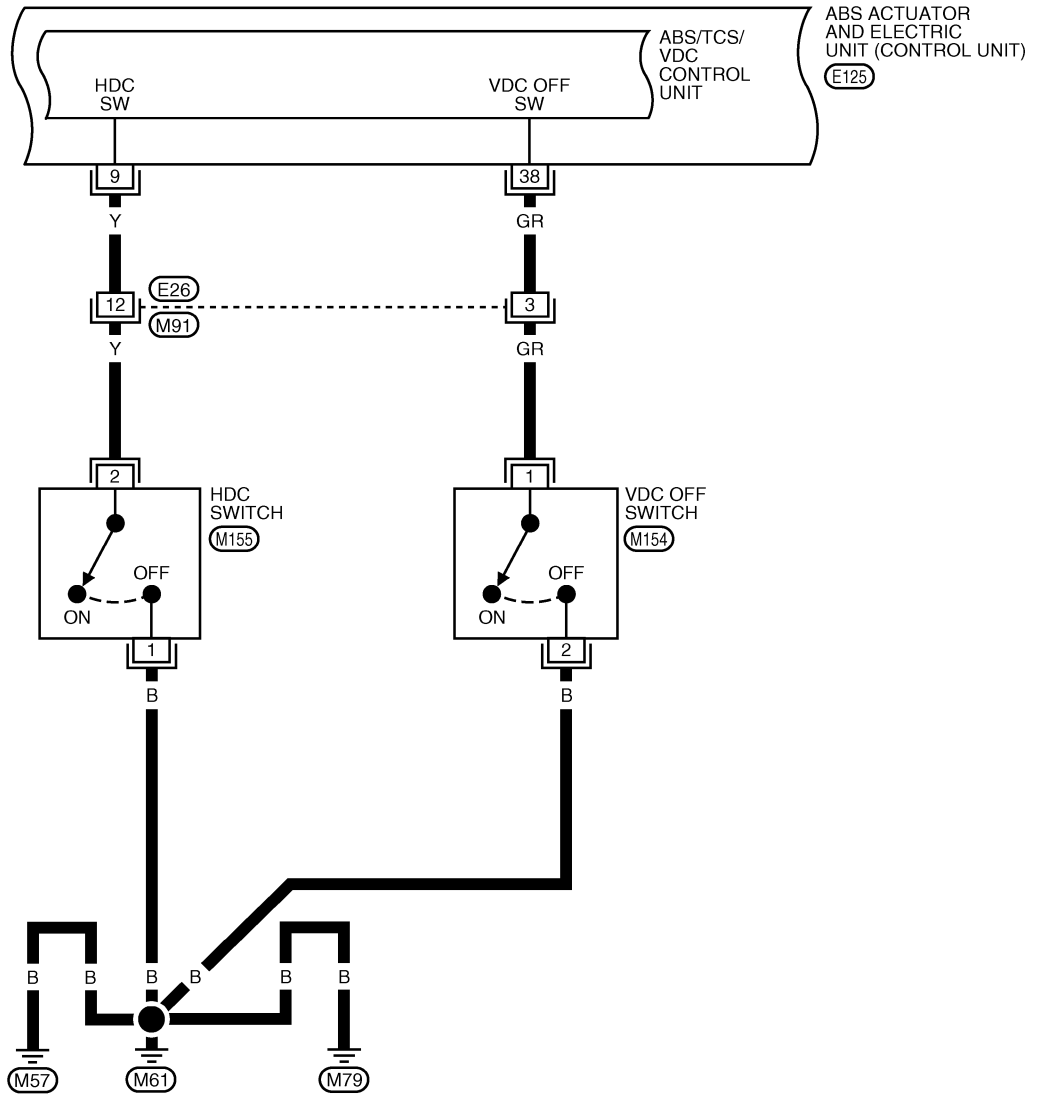 ABS ACTUATOR
AND ELECTRIC
UNIT (CONTROL UNIT)
E125
ABS/TCS/
VDC
CONTROL
UNIT
HDC
SW
VDC OFF
SW
9
38
Y
GR
12
E26
M91
3
Y
GR
2
1
HDC
SWITCH
M155
OFF
ON
VDC OFF
SWITCH
M154
OFF
ON
1
2
B
B
B
B
B
B
B
B
M57
M61
M79